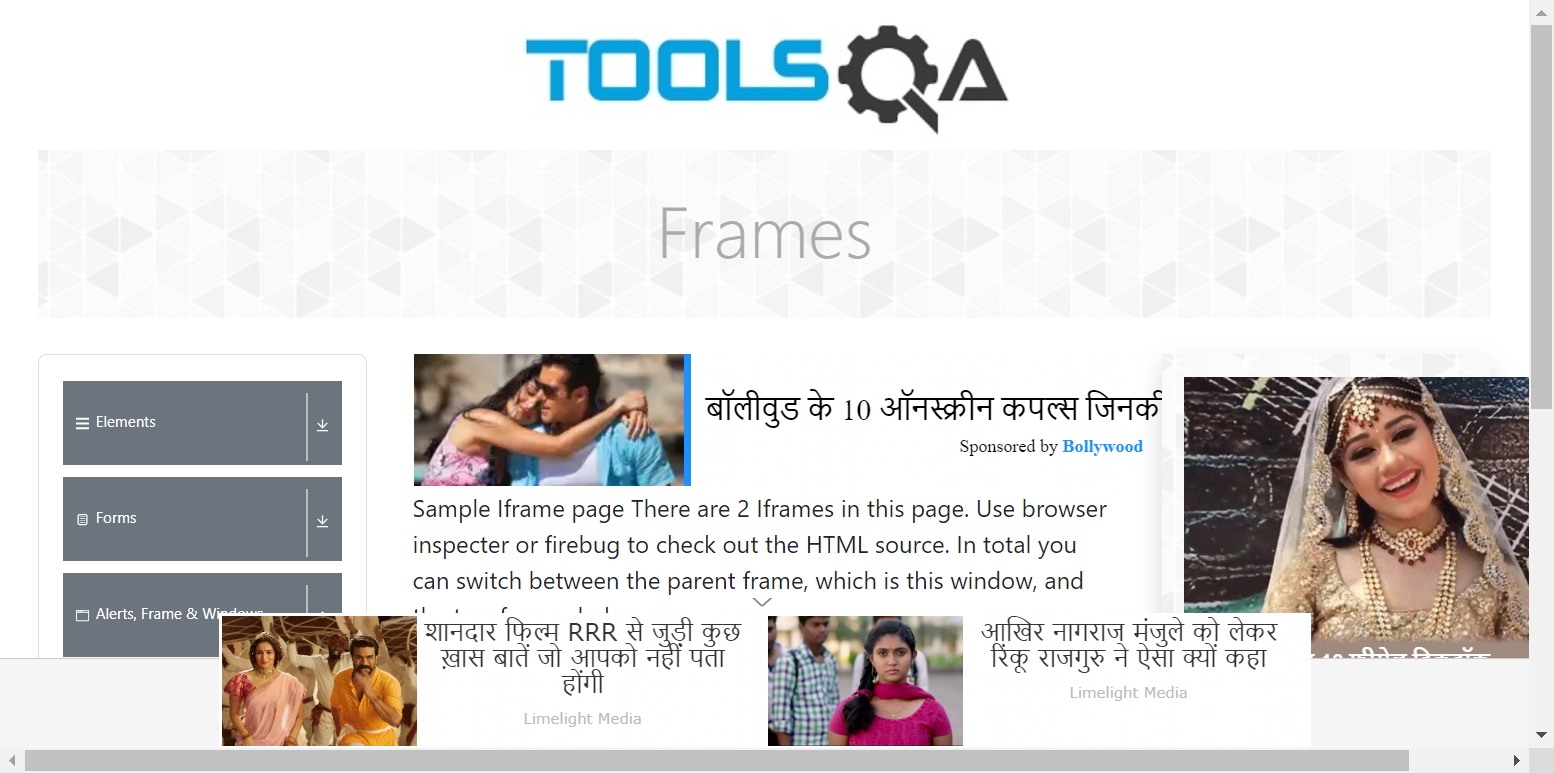 TOOLSQA
Frames
Elements
Forms
Alerts, Frame & Windows
बॉलीवुड के 10 ऑनस्क्रीन कपल्स जिनकी
Sponsored by Bollywood
Sample Iframe page There are 2 Iframes in this page. Use browser
inspecter or firebug to check out the HTML source. In total you
can switch between the parent frame, which is this window, and
शानदार फिल्म RRR से जुड़ी कुछ
ख़ास बातें जो आपको नहीं पता
होंगी
Limelight Media
आखिर नागराज मंजुले को लेकर
रिंकू राजगुरु ने ऐसा क्यों कहा
Limelight Media